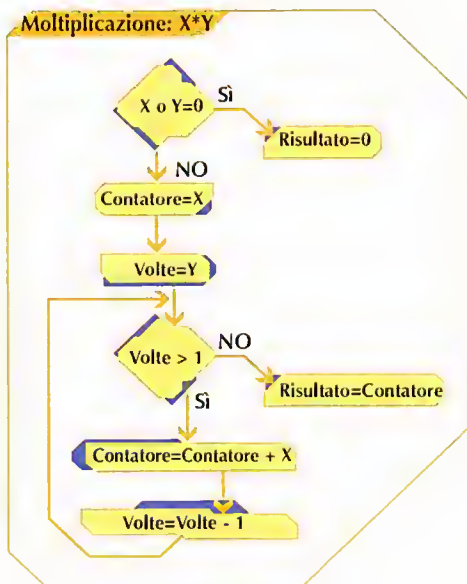 Moltiplicazione: X*Y
X o Y=0
Sì
Risultato=0
NO
Contatore=X
Volte=Y
Volte > 1
NO
Risultato=Contatore
Sì
Contatore=Contatore + X
Volte=Volte - 1